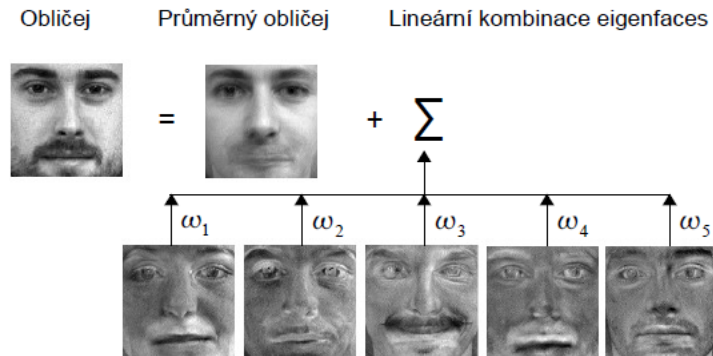 Obličej Průměrný obličej Lineární kombinace eigenfaces
= + ∑
ω₁ ω₂ ω₃ ω₄ ω₅